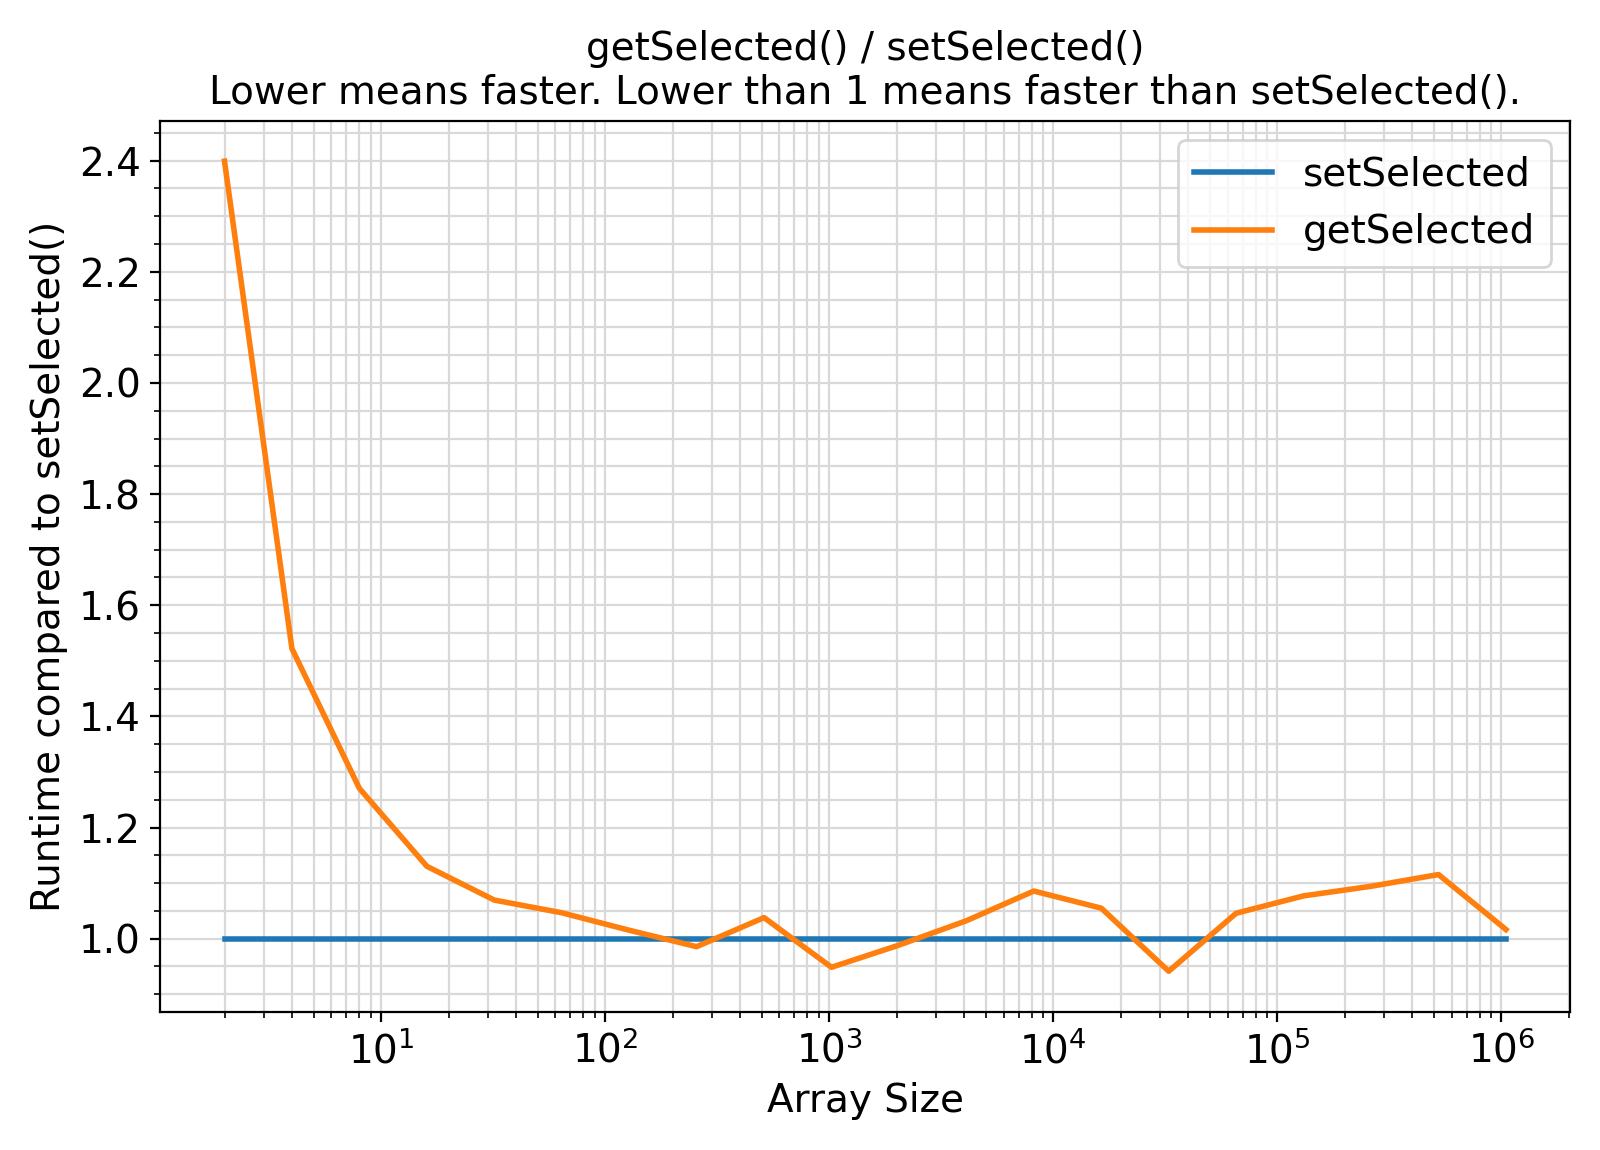 getSelected() / setSelected()
Lower means faster. Lower than 1 means faster than setSelected().
setSelected
getSelected
Runtime compared to setSelected()
2.4
2.2
2.0
1.8
1.6
1.4
1.2
1.0
10¹ 10² 10³ 10⁴ 10⁵ 10⁶
Array Size